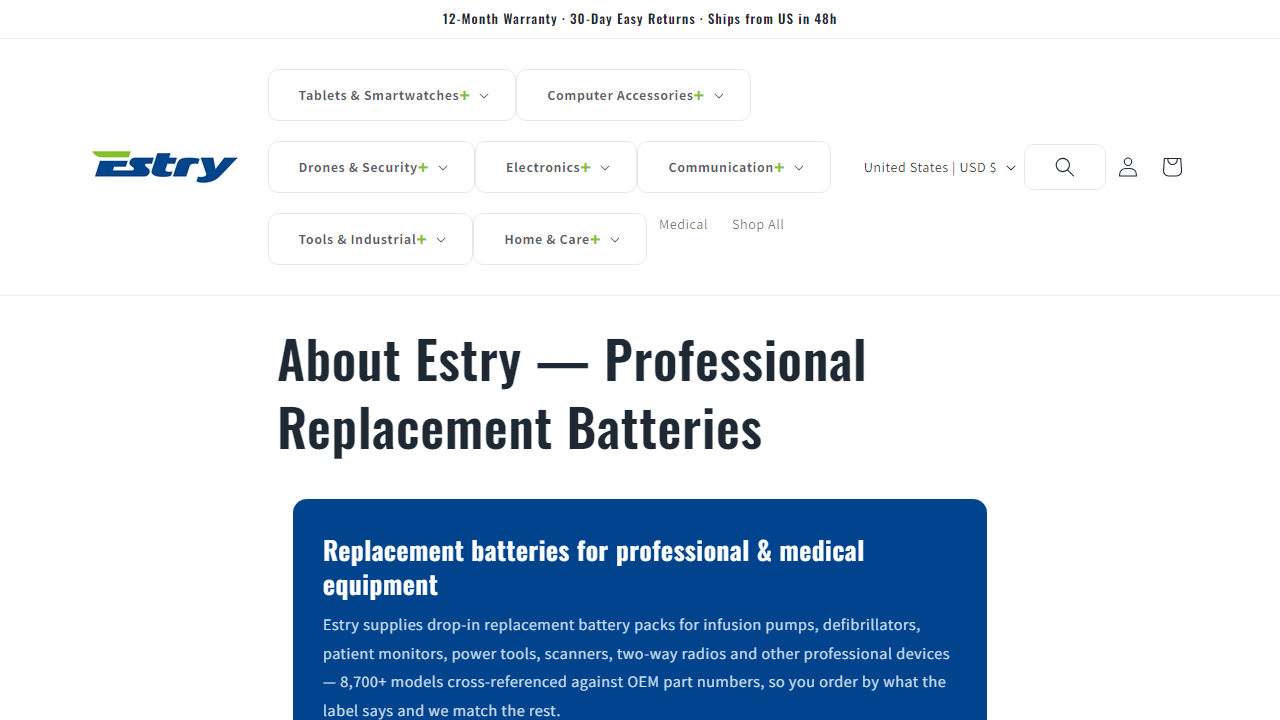 12-Month Warranty · 30-Day Easy Returns · Ships from US in 48h
Tablets & Smartwatches+
Computer Accessories+
Estry
Drones & Security+
Electronics+
Communication+
United States | USD $
Tools & Industrial+
Home & Care+
Medical
Shop All
About Estry — Professional
Replacement Batteries
Replacement batteries for professional & medical
equipment
Estry supplies drop-in replacement battery packs for infusion pumps, defibrillators,
patient monitors, power tools, scanners, two-way radios and other professional devices
— 8,700+ models cross-referenced against OEM part numbers, so you order by what the
label says and we match the rest.